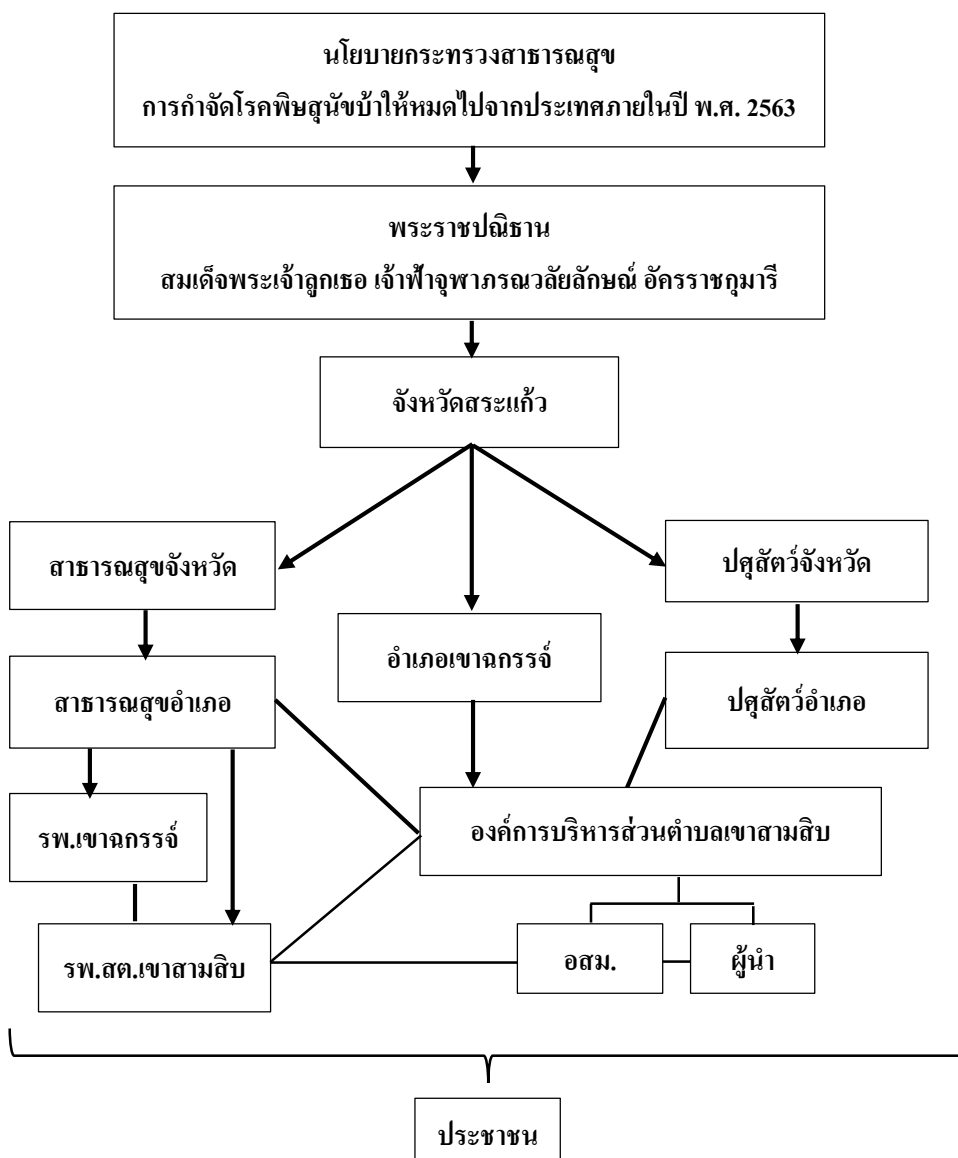 นโยบายกระทรวงสาธารณสุข
การกำจัดโรคพิษสุนัขบ้าให้หมดไปจากประเทศภายในปี พ.ศ. 2563
พระราชปณิธาน
สมเด็จพระเจ้าลูกเธอ เจ้าฟ้าจุฬาภรณวลัยลักษณ์ อัครราชกุมารี
จังหวัดสระแก้ว
สาธารณสุขจังหวัด
ปศุสัตว์จังหวัด
อำเภอเขาฉกรรจ์
สาธารณสุขอำเภอ
ปศุสัตว์อำเภอ
รพ.เขาฉกรรจ์
องค์การบริหารส่วนตำบลเขาสามสิบ
รพ.สต.เขาสามสิบ
อสม.
ผู้นำ
ประชาชน